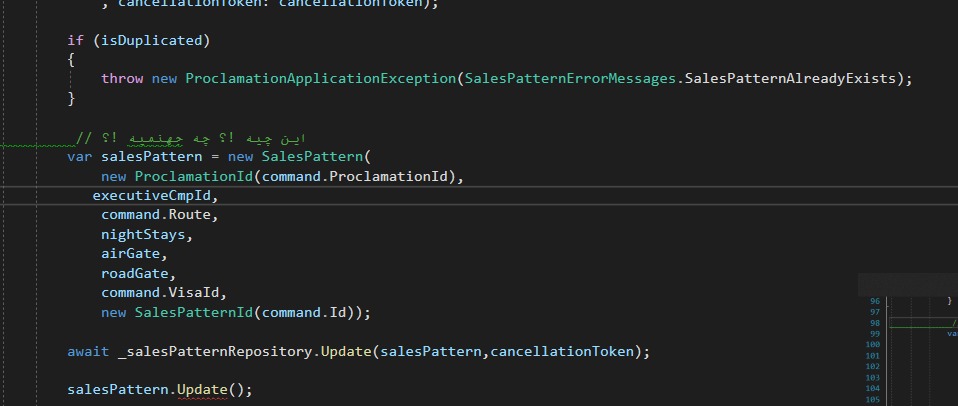 , cancellationToken: cancellationToken);
if (isDuplicated)
{
throw new ProclamationApplicationException(SalesPatternErrorMessages.SalesPatternAlreadyExists);
}
// این چیه !؟ چه جهنمیه !؟
var salesPattern = new SalesPattern(
new ProclamationId(command.ProclamationId),
executiveCmpId,
command.Route,
nightStays,
airGate,
roadGate,
command.VisaId,
new SalesPatternId(command.Id));
await _salesPatternRepository.Update(salesPattern,cancellationToken);
salesPattern.Update();
96 }
97
98 /
99 va
100
101
102
103
104
105